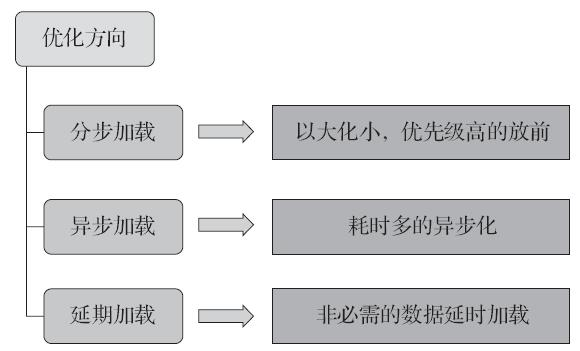 优化方向
分步加载
以大化小，优先级高的放前
异步加载
耗时多的异步化
延期加载
非必需的数据延时加载